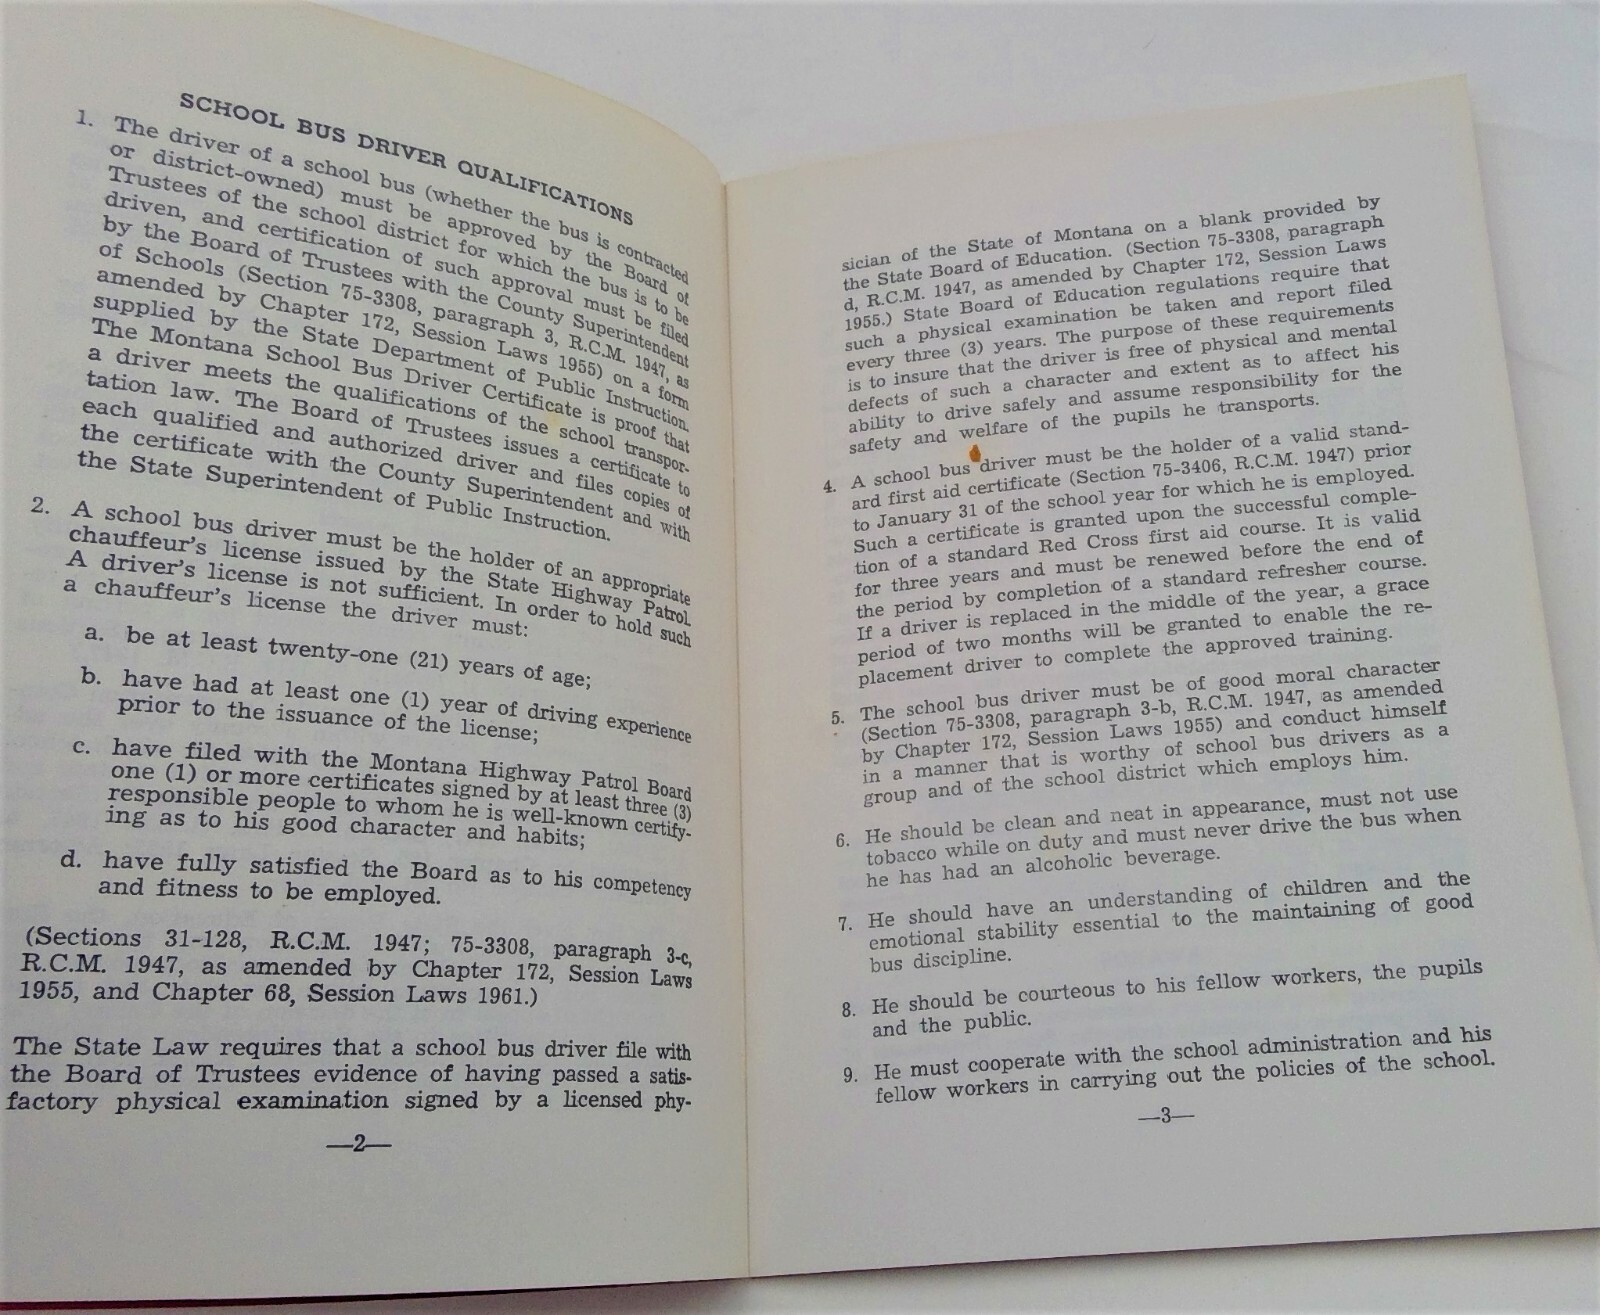 SCHOOL BUS DRIVER QUALIFICATIONS
1. The driver of a school bus (whether the bus is contracted
or district-owned) must be approved by the Board of
Trustees of the school district for which the bus is to be
driven, and certification of such approval must be filed
by the Board of Trustees with the County Superintendent
of Schools (Section 75-3308, paragraph 3, R.C.M. 1947, as
amended by Chapter 172, Session Laws 1955) on a form
supplied by the State Department of Public Instruction.
The Montana School Bus Driver Certificate is proof that
a driver meets the qualifications of the school transpor-
tation law. The Board of Trustees issues a certificate to
each qualified and authorized driver and files copies of
the certificate with the County Superintendent and with
the State Superintendent of Public Instruction.
2. A school bus driver must be the holder of an appropriate
chauffeur's license issued by the State Highway Patrol.
A driver's license is not sufficient. In order to hold such
a chauffeur's license the driver must:
a. be at least twenty-one (21) years of age;
b. have had at least one (1) year of driving experience
prior to the issuance of the license;
c. have filed with the Montana Highway Patrol Board
one (1) or more certificates signed by at least three (3)
responsible people to whom he is well-known certify-
ing as to his good character and habits;
d. have fully satisfied the Board as to his competency
and fitness to be employed.
(Sections 31-128, R.C.M. 1947; 75-3308, paragraph 3-c,
R.C.M. 1947, as amended by Chapter 172, Session Laws
1955, and Chapter 68, Session Laws 1961.)
The State Law requires that a school bus driver file with
the Board of Trustees evidence of having passed a satis-
factory physical examination signed by a licensed phy-
—2—
sician of the State of Montana on a blank provided by
the State Board of Education. (Section 75-3308, paragraph
d, R.C.M. 1947, as amended by Chapter 172, Session Laws
1955.) State Board of Education regulations require that
such a physical examination be taken and report filed
every three (3) years. The purpose of these requirements
is to insure that the driver is free of physical and mental
defects of such a character and extent as to affect his
ability to drive safely and assume responsibility for the
safety and welfare of the pupils he transports.
4. A school bus driver must be the holder of a valid stand-
ard first aid certificate (Section 75-3406, R.C.M. 1947) prior
to January 31 of the school year for which he is employed.
Such a certificate is granted upon the successful comple-
tion of a standard Red Cross first aid course. It is valid
for three years and must be renewed before the end of
the period by completion of a standard refresher course.
If a driver is replaced in the middle of the year, a grace
period of two months will be granted to enable the re-
placement driver to complete the approved training.
5. The school bus driver must be of good moral character
(Section 75-3308, paragraph 3-b, R.C.M. 1947, as amended
by Chapter 172, Session Laws 1955) and conduct himself
in a manner that is worthy of school bus drivers as a
group and of the school district which employs him.
6. He should be clean and neat in appearance, must not use
tobacco while on duty and must never drive the bus when
he has had an alcoholic beverage.
7. He should have an understanding of children and the
emotional stability essential to the maintaining of good
bus discipline.
8. He should be courteous to his fellow workers, the pupils
and the public.
9. He must cooperate with the school administration and his
fellow workers in carrying out the policies of the school.
—3—